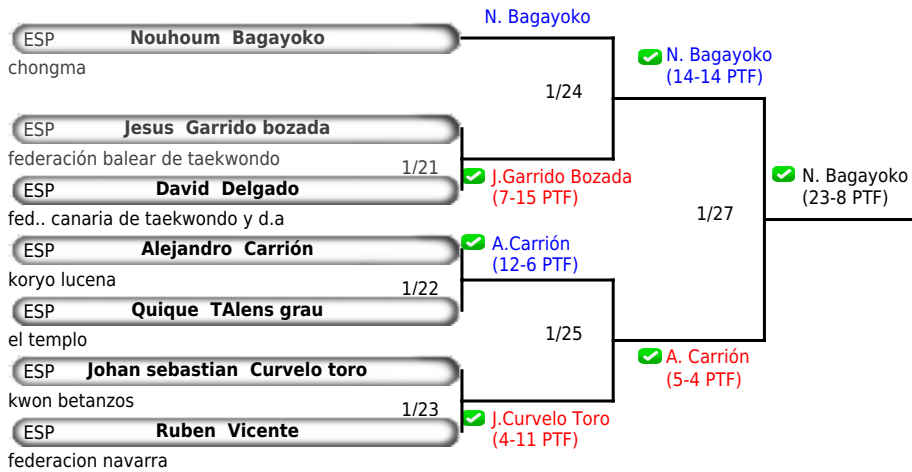 N. Bagayoko
ESP Nouhoum Bagayoko
chongma
N. Bagayoko
(14-14 PTF)
1/24
ESP Jesus Garrido bozada
federación balear de taekwondo
1/21
J.Garrido Bozada
(7-15 PTF)
ESP David Delgado
fed.. canaria de taekwondo y d.a
N. Bagayoko
(23-8 PTF)
1/27
ESP Alejandro Carrión
koryo lucena
A.Carrión
(12-6 PTF)
1/22
ESP Quique TAlens grau
el templo
1/25
A. Carrión
(5-4 PTF)
ESP Johan sebastian Curvelo toro
kwon betanzos
1/23
J.Curvelo Toro
(4-11 PTF)
ESP Ruben Vicente
federacion navarra